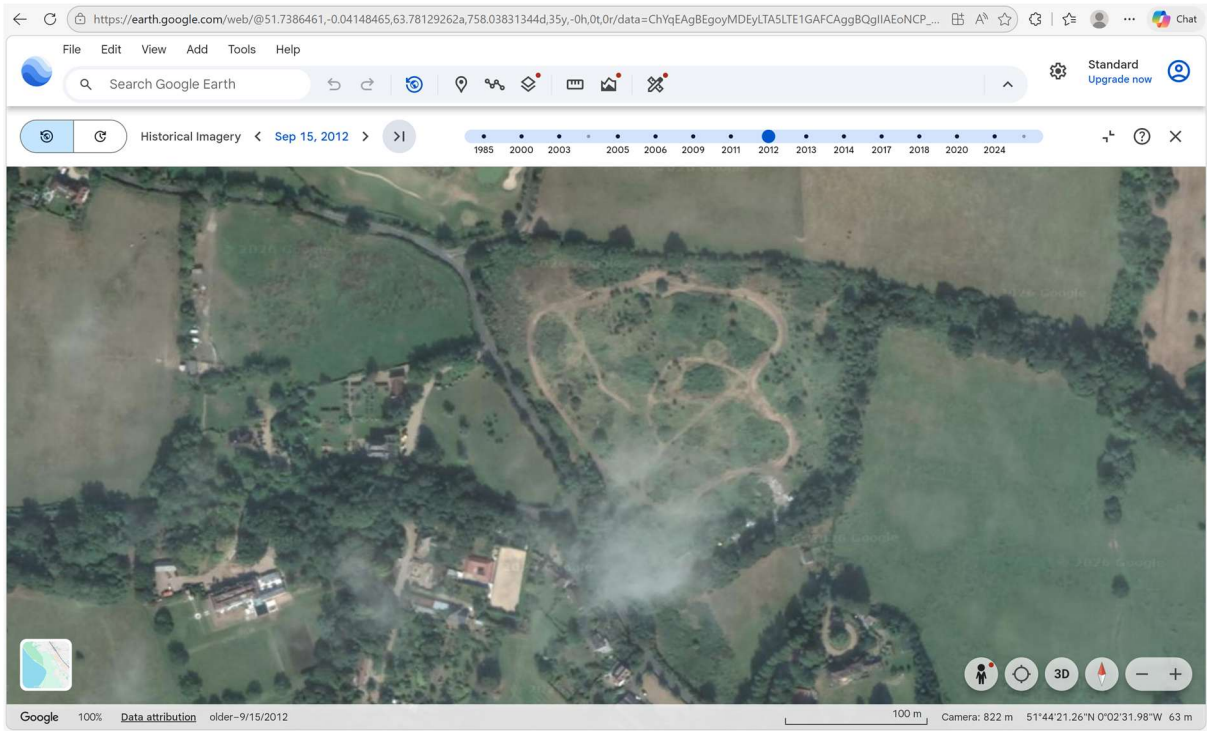 https://earth.google.com/web/@51.7386461,-0.04148465,63.78129262a,758.03831344d,35y,-0h,0t,0r/data=ChYqEAgBEgoyMDEyLTA5LTE1GAFCAggBQgIIAEoNCP_...
Chat
File Edit View Add Tools Help
Search Google Earth
Standard
Upgrade now
Historical Imagery
Sep 15, 2012
1985 2000 2003 2005 2006 2009 2011 2012 2013 2014 2017 2018 2020 2024
3D
Google 100% Data attribution older–9/15/2012
100 m
Camera: 822 m 51°44'21.26"N 0°02'31.98"W 63 m